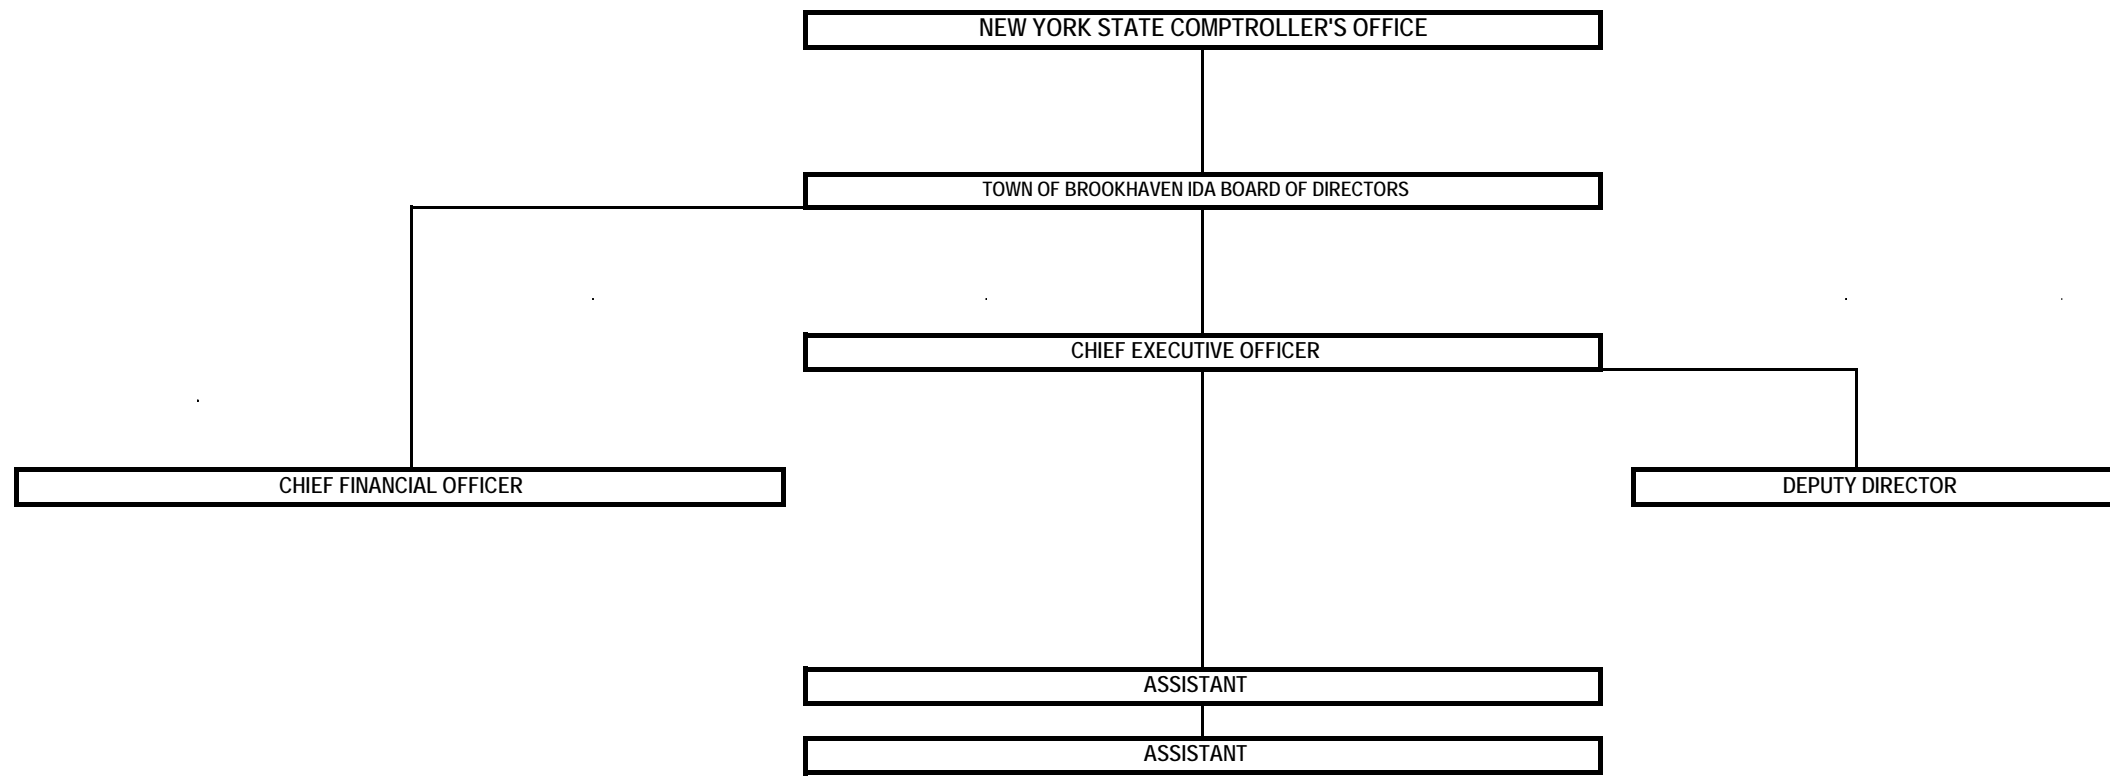 NEW YORK STATE COMPTROLLER'S OFFICE
TOWN OF BROOKHAVEN IDA BOARD OF DIRECTORS
CHIEF EXECUTIVE OFFICER
CHIEF FINANCIAL OFFICER
DEPUTY DIRECTOR
ASSISTANT
ASSISTANT